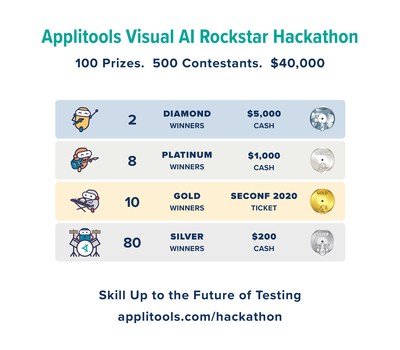 Applitools Visual AI Rockstar Hackathon
100 Prizes. 500 Contestants. $40,000
2 DIAMOND WINNERS $5,000 CASH
8 PLATINUM WINNERS $1,000 CASH
10 GOLD WINNERS SECONF 2020 TICKET
80 SILVER WINNERS $200 CASH
Skill Up to the Future of Testing
applitools.com/hackathon